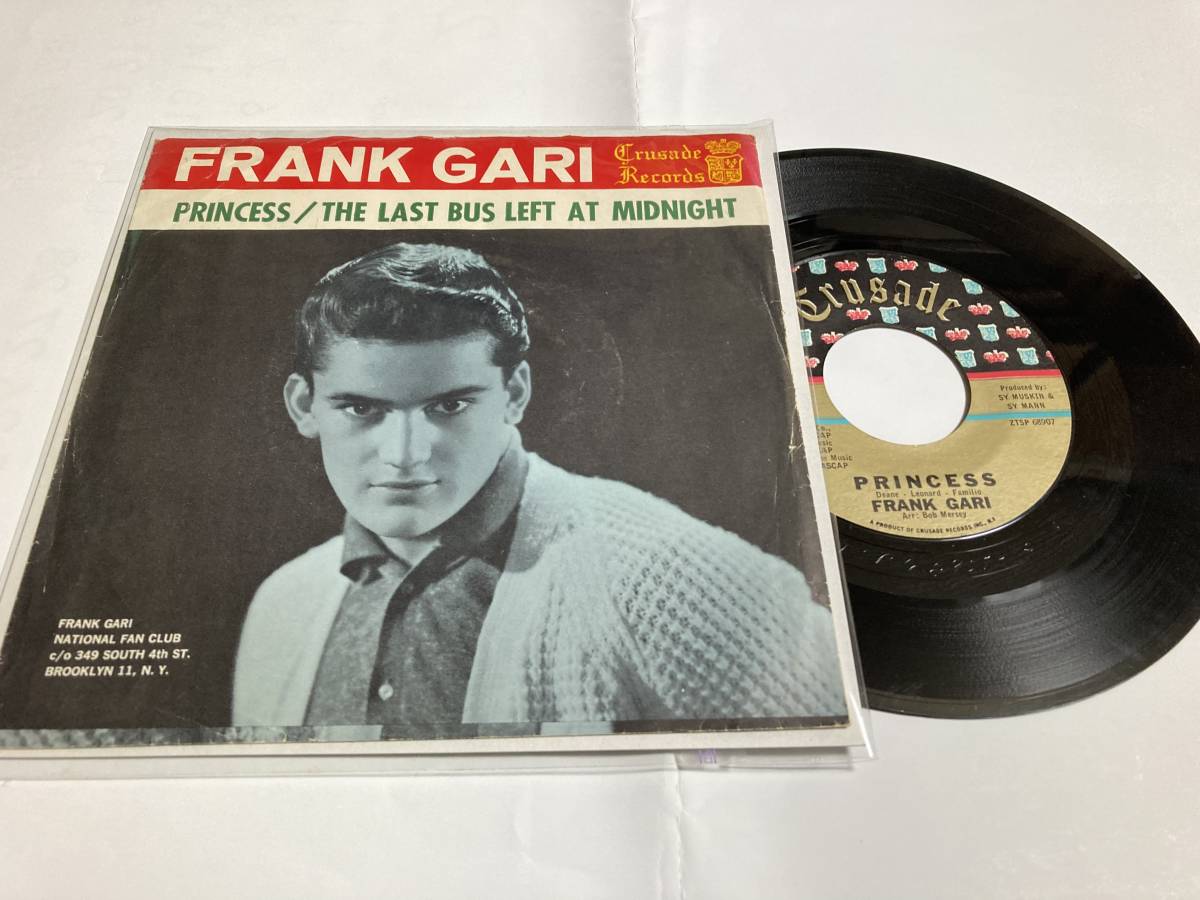 FRANK GARI
Crusade
Records
PRINCESS/THE LAST BUS LEFT AT MIDNIGHT
FRANK GARI
NATIONAL FAN CLUB
c/o 349 SOUTH 4th ST.
BROOKLYN 11, N. Y.
Crusade
Produced by:
SY MUSKIN &
SY MANN
ZTSP 68907
Music
ASCAP
PRINCESS
Deane - Leonard - Familio
FRANK GARI
Arr: Bob Mersey
A PRODUCT OF CRUSADE RECORDS, INC., N.Y.